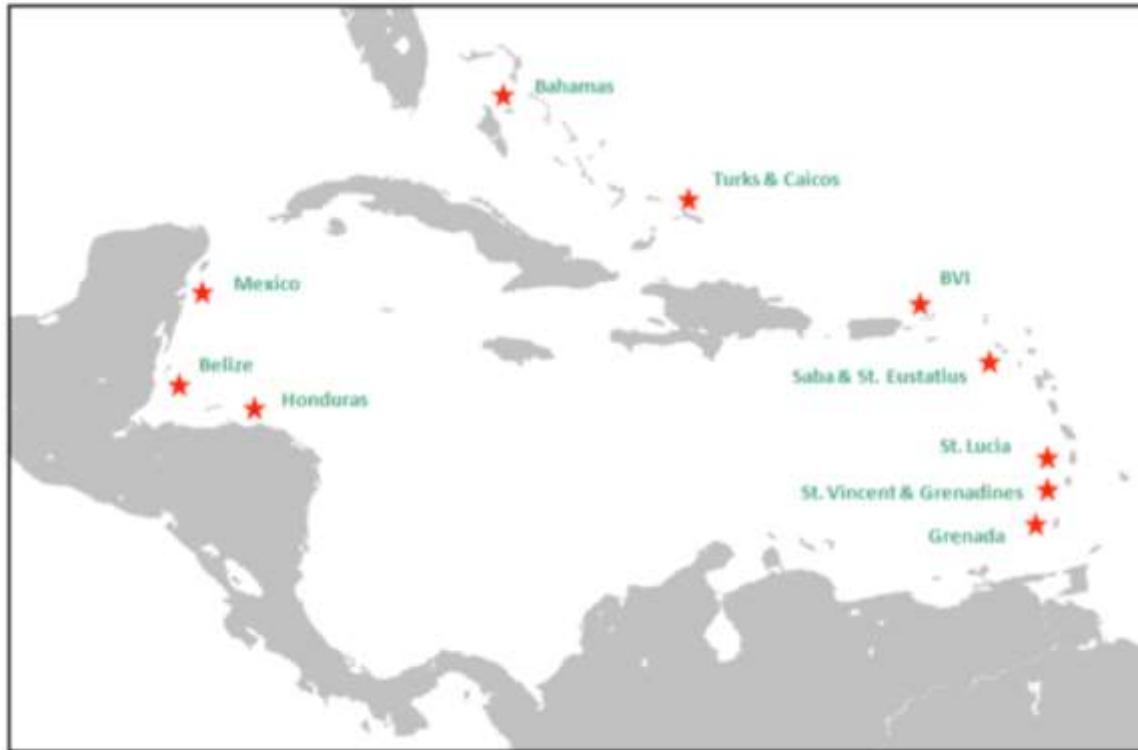 Bahamas
Turks & Caicos
BVI
Mexico
Belize
Saba & St. Eustatius
Honduras
St. Lucia
St. Vincent & Grenadines
Grenada